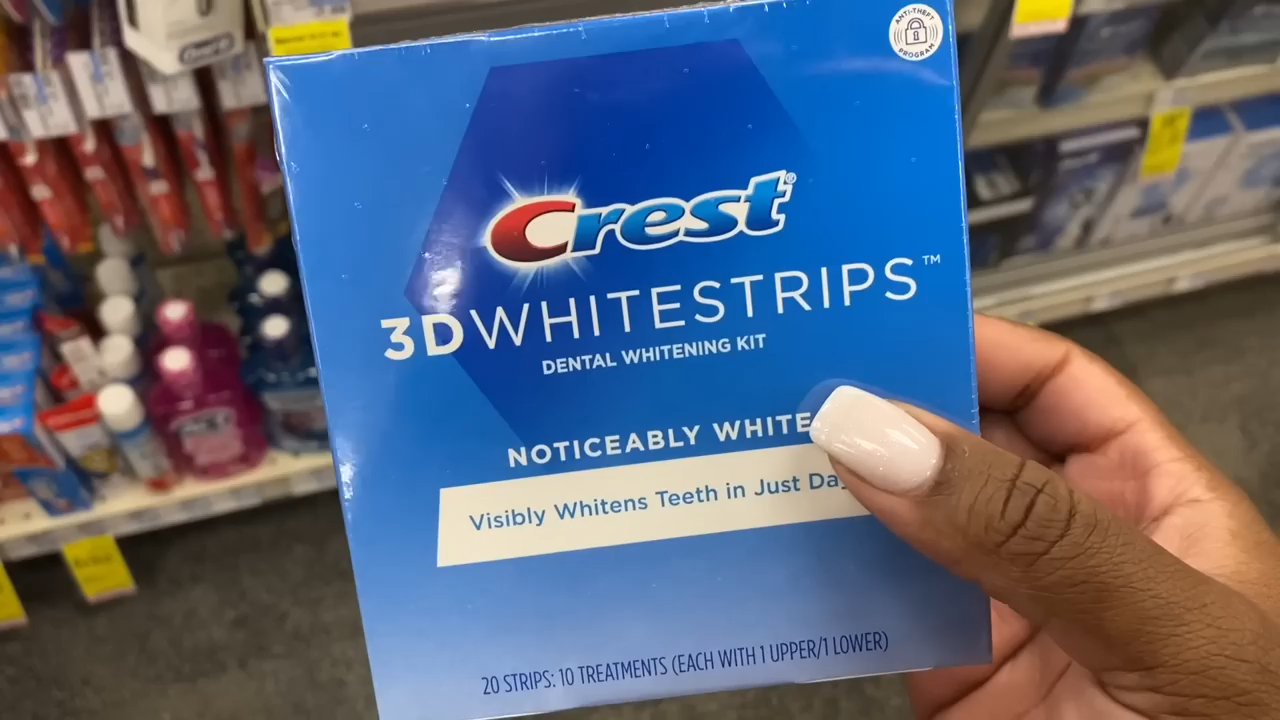 ANTI-THEFT
PROGRAM
Crest®
3DWHITESTRIPS™
DENTAL WHITENING KIT
NOTICEABLY WHITE
Visibly Whitens Teeth in Just Da
20 STRIPS: 10 TREATMENTS (EACH WITH 1 UPPER/1 LOWER)